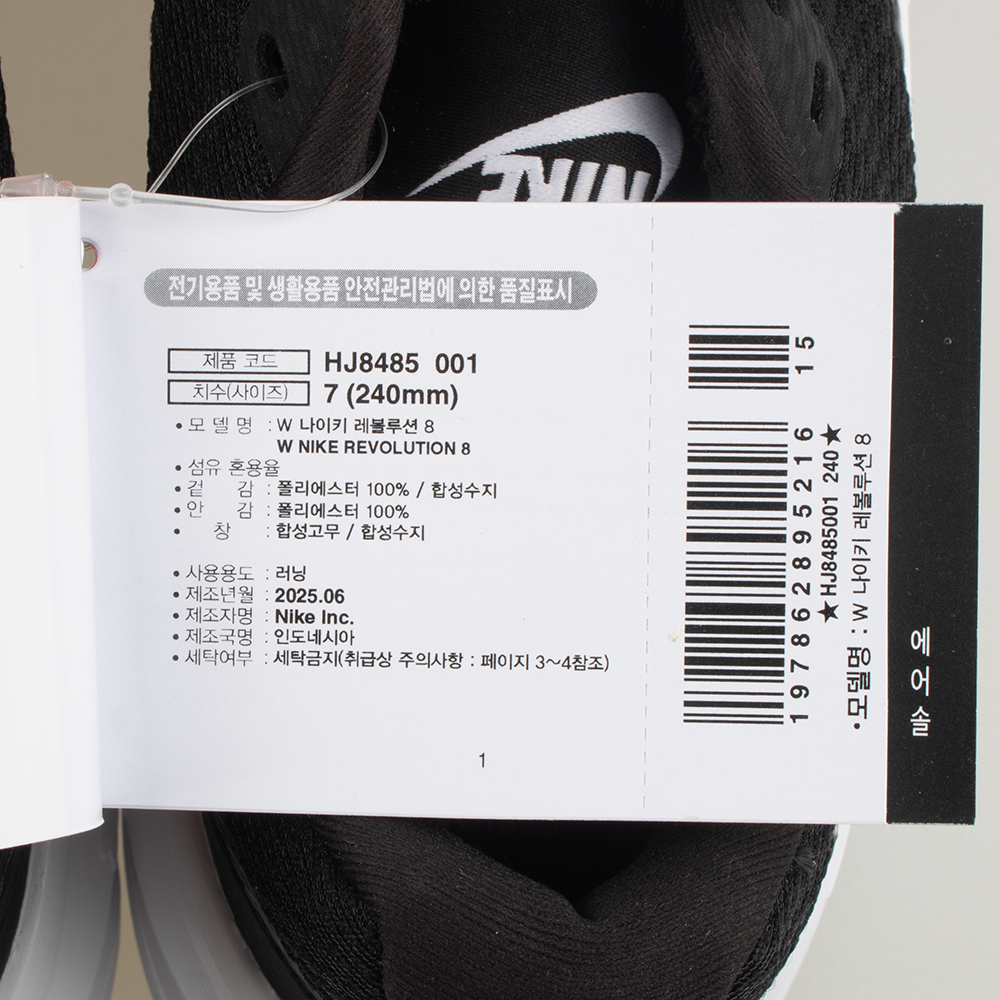 NIKE
전기용품 및 생활용품 안전관리법에 의한 품질표시
제품 코드 HJ8485 001
치수(사이즈) 7 (240mm)
• 모 델 명 : W 나이키 레볼루션 8
W NIKE REVOLUTION 8
• 섬유 혼용율
• 겉 감 : 폴리에스터 100% / 합성수지
• 안 감 : 폴리에스터 100%
• 창 : 합성고무 / 합성수지
• 사용용도 : 러닝
• 제조년월 : 2025.06
• 제조자명 : Nike Inc.
• 제조국명 : 인도네시아
• 세탁여부 : 세탁금지(취급상 주의사항 : 페이지 3~4참조)
1
15
197862895216
★HJ8485001 240★
•모델명 : W 나이키 레볼루션 8
에어솔